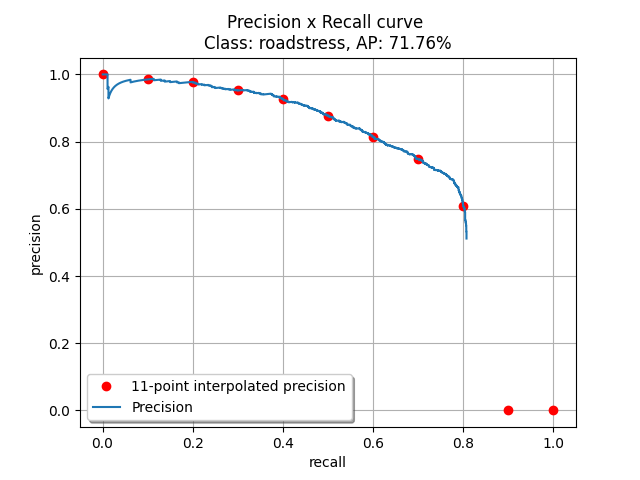 Precision x Recall curve
Class: roadstress, AP: 71.76%
1.0
0.8
0.6
0.4
0.2
0.0
precision
11-point interpolated precision
Precision
0.0 0.2 0.4 0.6 0.8 1.0
recall